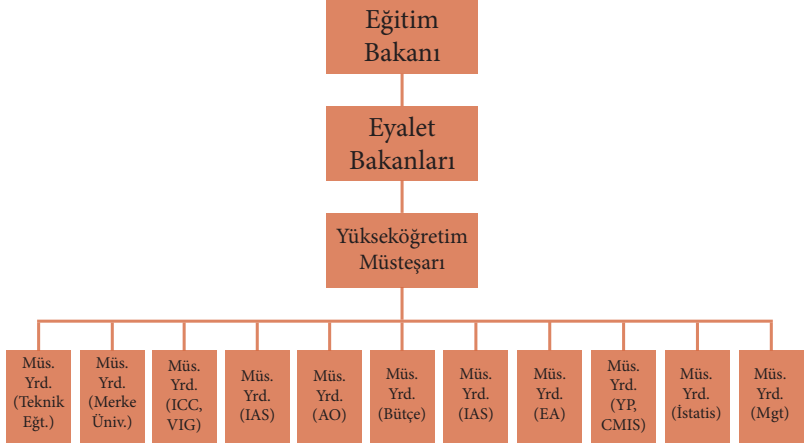 Eğitim
Bakanı
Eyalet
Bakanları
Yükseköğretim
Müsteşarı
Müs.
Yrd.
(Teknik
Eğt.)
Müs.
Yrd.
(Merke
Üniv.)
Müs.
Yrd.
(ICC,
VIG)
Müs.
Yrd.
(IAS)
Müs.
Yrd.
(AO)
Müs.
Yrd.
(Bütçe)
Müs.
Yrd.
(IAS)
Müs.
Yrd.
(EA)
Müs.
Yrd.
(YP,
CMIS)
Müs.
Yrd.
(İstatis)
Müs.
Yrd.
(Mgt)